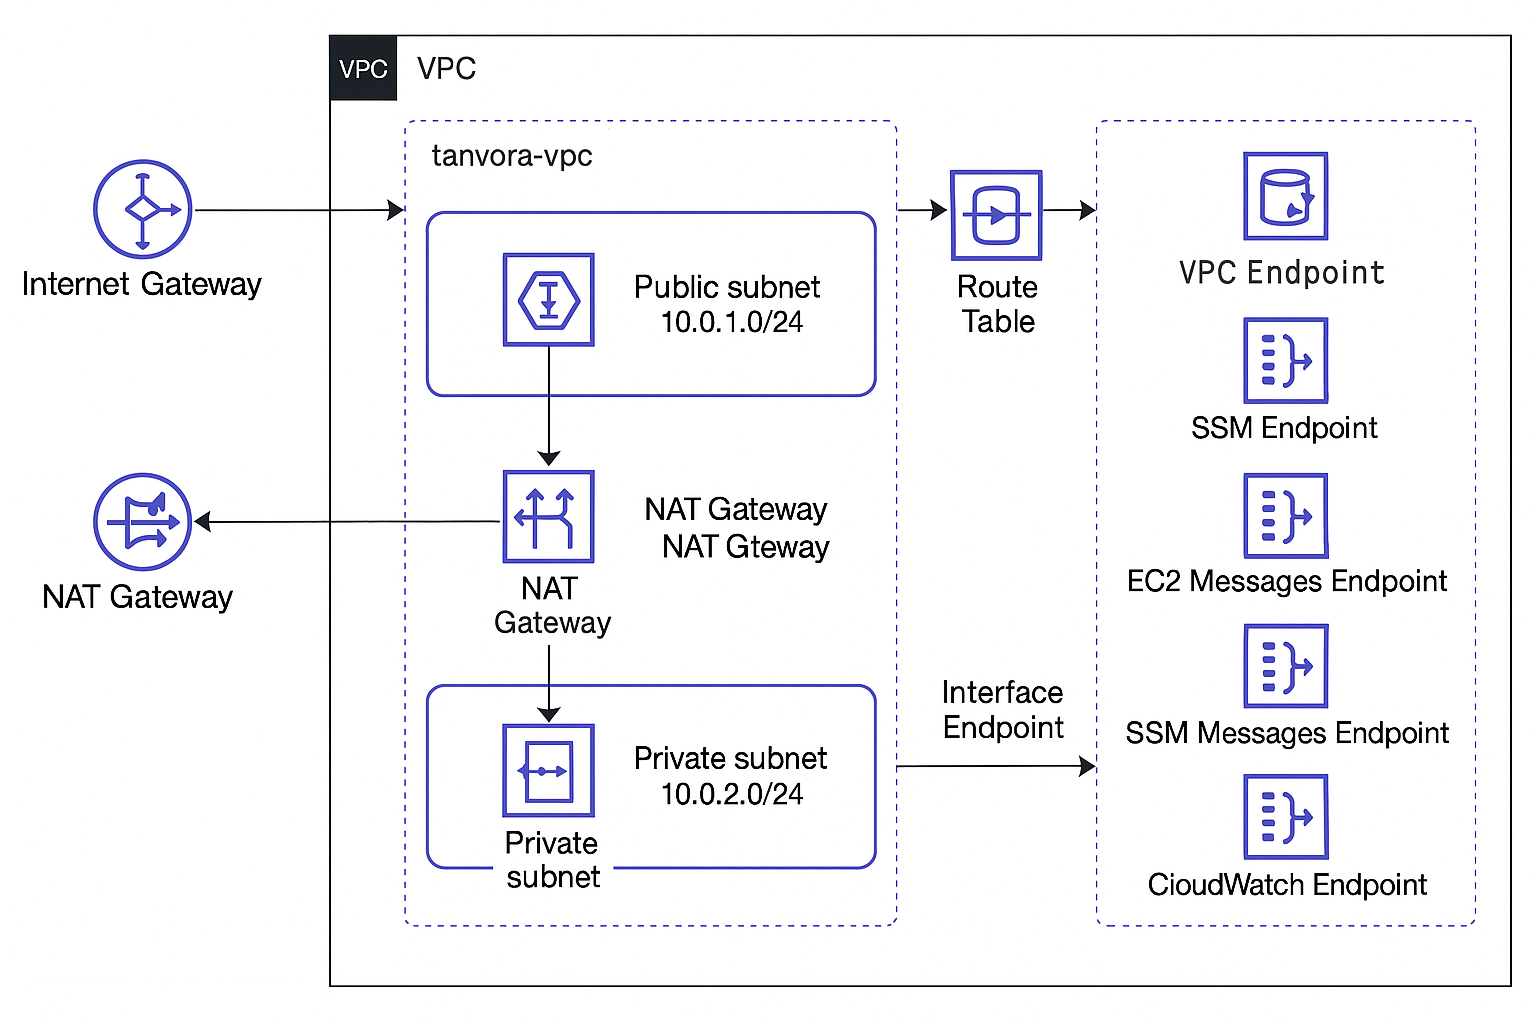 VPC
VPC
tanvora-vpc
Internet Gateway
Public subnet
10.0.1.0/24
Route
Table
VPC Endpoint
SSM Endpoint
NAT Gateway
NAT Gateway
NAT Gteway
NAT
Gateway
EC2 Messages Endpoint
Private subnet
10.0.2.0/24
Private
subnet
Interface
Endpoint
SSM Messages Endpoint
CioudWatch Endpoint